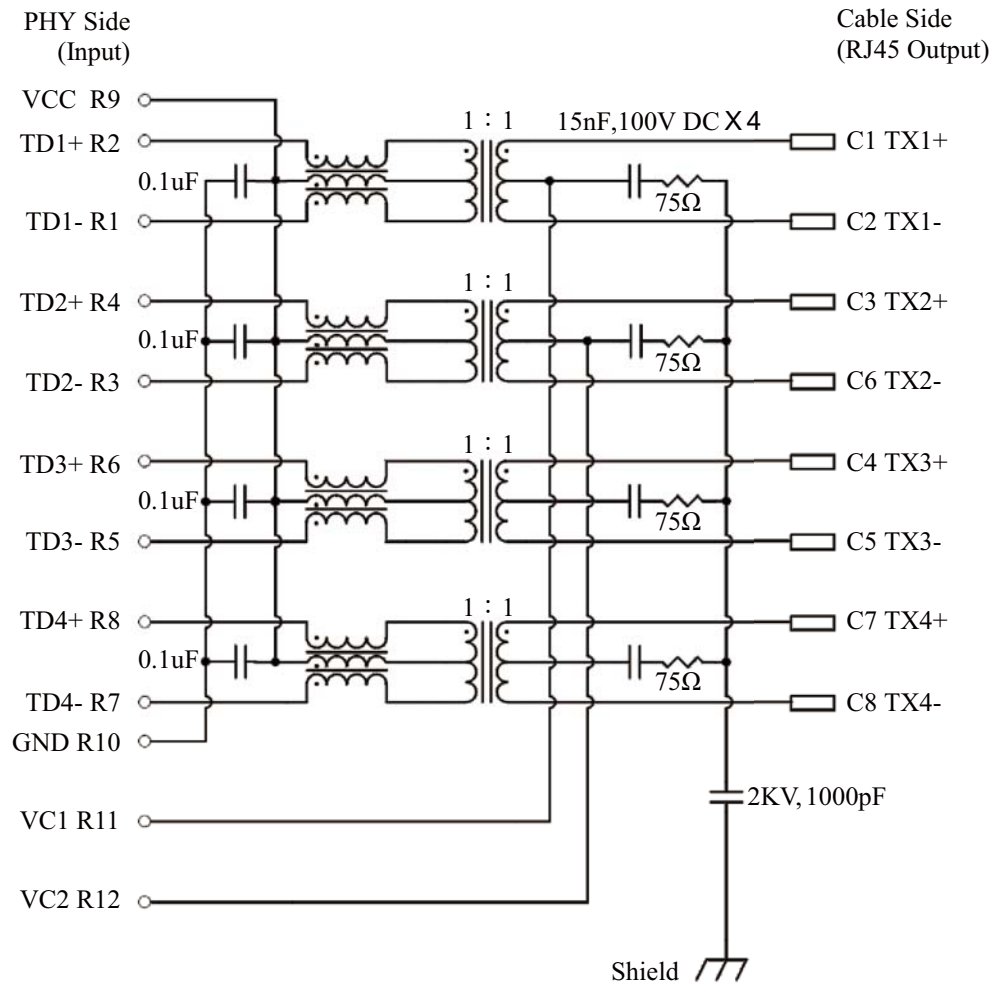 PHY Side
(Input)
Cable Side
(RJ45 Output)
VCC R9
1 : 1
15nF,100V DC X 4
TD1+ R2
C1 TX1+
0.1uF
75Ω
TD1- R1
C2 TX1-
1 : 1
TD2+ R4
C3 TX2+
0.1uF
75Ω
TD2- R3
C6 TX2-
1 : 1
TD3+ R6
C4 TX3+
0.1uF
75Ω
TD3- R5
C5 TX3-
1 : 1
TD4+ R8
C7 TX4+
0.1uF
75Ω
TD4- R7
C8 TX4-
GND R10
2KV, 1000pF
VC1 R11
VC2 R12
Shield